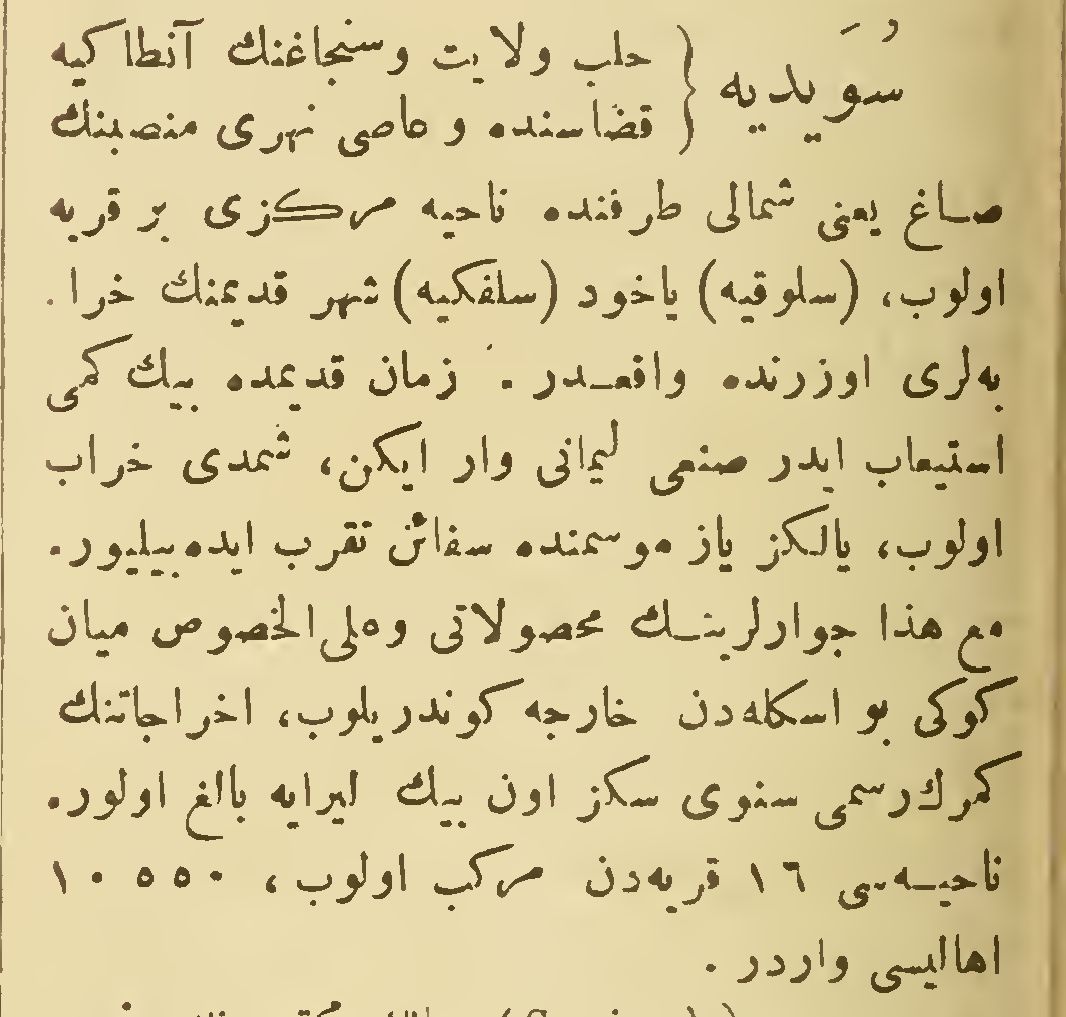 سُوَيديه { حلب ولايت وسنجاغنك آنطاكيه
قضاسنده و عاصى نهرى منصبنك
صاغ يعنى شمالى طرفنده ناحيه مركزى بر قريه
اولوب، (سلوقيه) ياخود (سلفكيه) شهر قديمنك خرا.
به‌لرى اوزرنده واقعدر. زمان قديمده بيك كمى
استيعاب ايدر صنعى ليمانى وار ايكن، شمدى خراب
اولوب، يالكز ياز موسمنده سفائن تقرب ايده بيليور.
مع هذا جوارلرينك محصولاتى وعلى الخصوص ميان
كوكى بو اسكله‌دن خارجه كوندريلوب، اخراجاتنك
كمرك رسمى سنوى سكز اون بيك ليرايه بالغ اولور.
ناحيه‌سى ١٦ قريه‌دن مركب اولوب، ١٠٥٥٠
اهاليسى واردر.